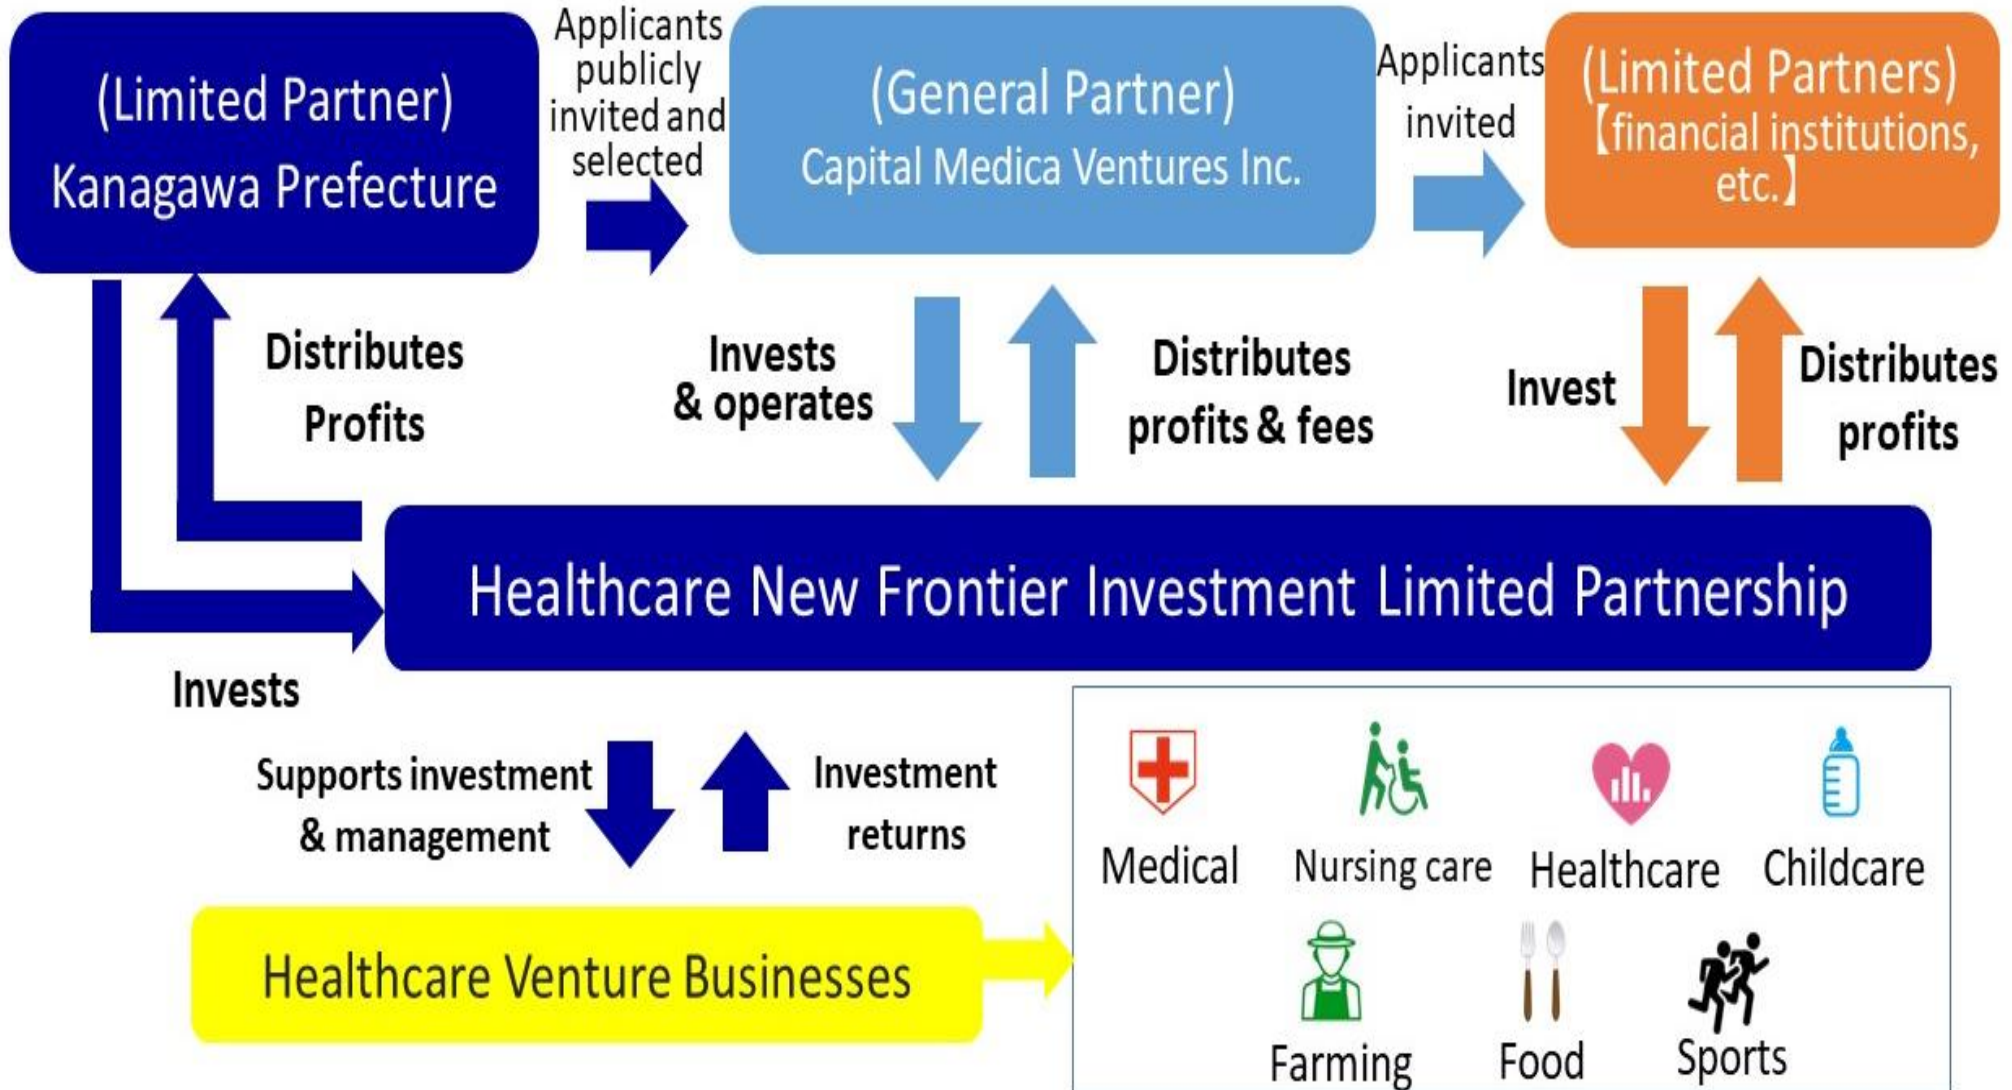 (Limited Partner)
Kanagawa Prefecture
Applicants
publicly
invited and
selected
(General Partner)
Capital Medica Ventures Inc.
Applicants
invited
(Limited Partners)
【financial institutions,
etc.】
Distributes
Profits
Invests
& operates
Distributes
profits & fees
Invest
Distributes
profits
Healthcare New Frontier Investment Limited Partnership
Invests
Supports investment
& management
Investment
returns
Healthcare Venture Businesses
Medical
Nursing care
Healthcare
Childcare
Farming
Food
Sports